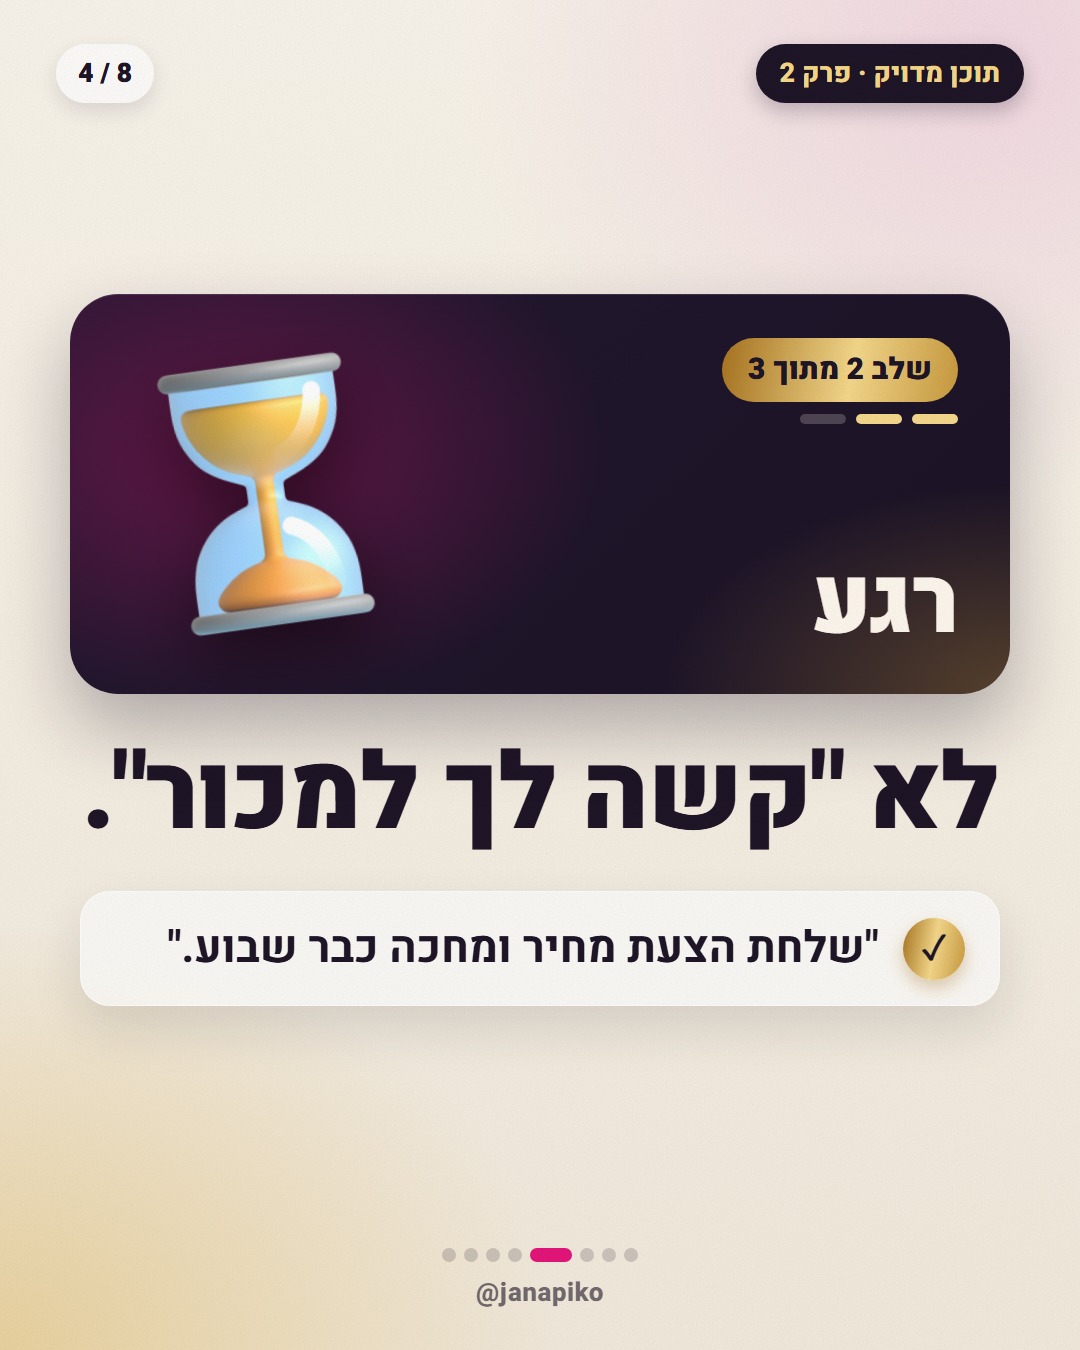 תוכן מדויק · פרק 2
4 / 8
שלב 2 מתוך 3
רגע
לא "קשה לך למכור".
"שלחת הצעת מחיר ומחכה כבר שבוע."
@janapiko